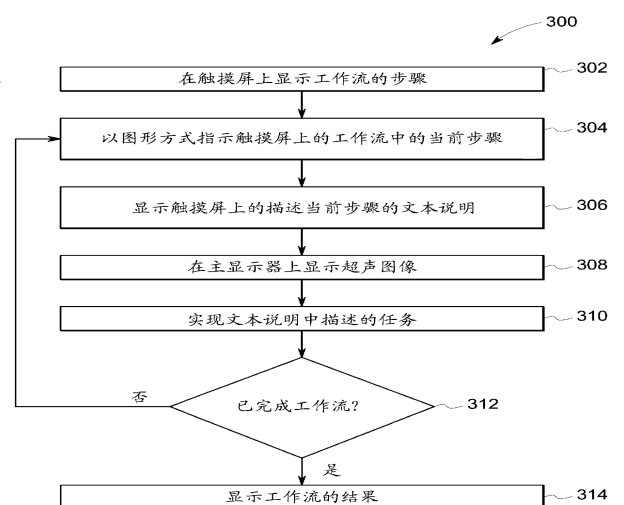 300
在触摸屏上显示工作流的步骤 302
以图形方式指示触摸屏上的工作流中的当前步骤 304
显示触摸屏上的描述当前步骤的文本说明 306
在主显示器上显示超声图像 308
实现文本说明中描述的任务 310
否 已完成工作流? 312
是
显示工作流的结果 314